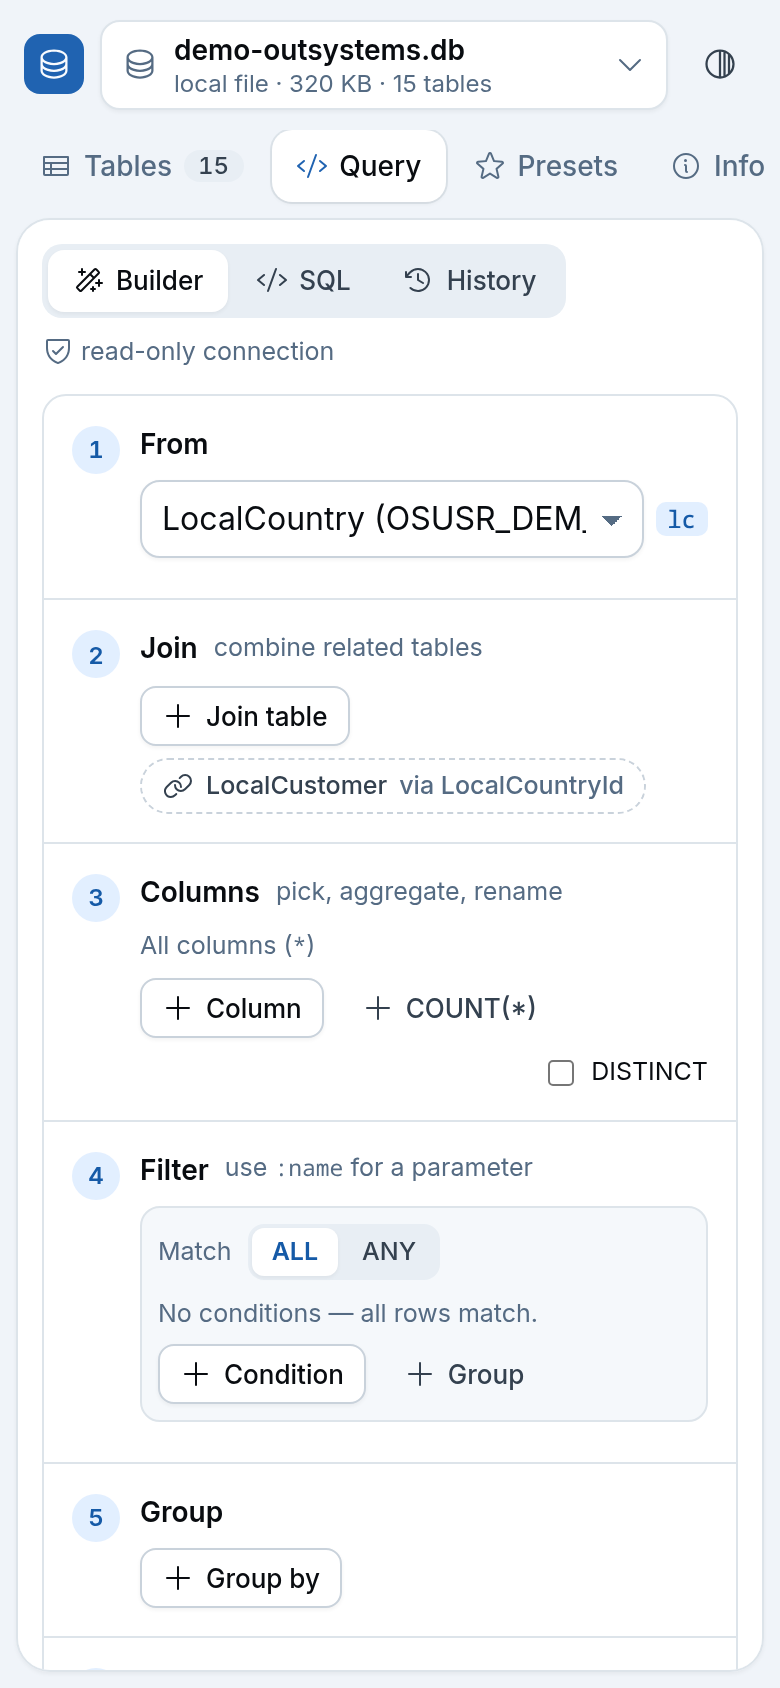 demo-outsystems.db
local file · 320 KB · 15 tables
Tables 15 Query Presets Info
Builder SQL History
read-only connection
1 From
LocalCountry (OSUSR_DEM_ lc
2 Join combine related tables
Join table
LocalCustomer via LocalCountryId
3 Columns pick, aggregate, rename
All columns (*)
Column COUNT(*)
DISTINCT
4 Filter use :name for a parameter
Match ALL ANY
No conditions — all rows match.
Condition Group
5 Group
Group by